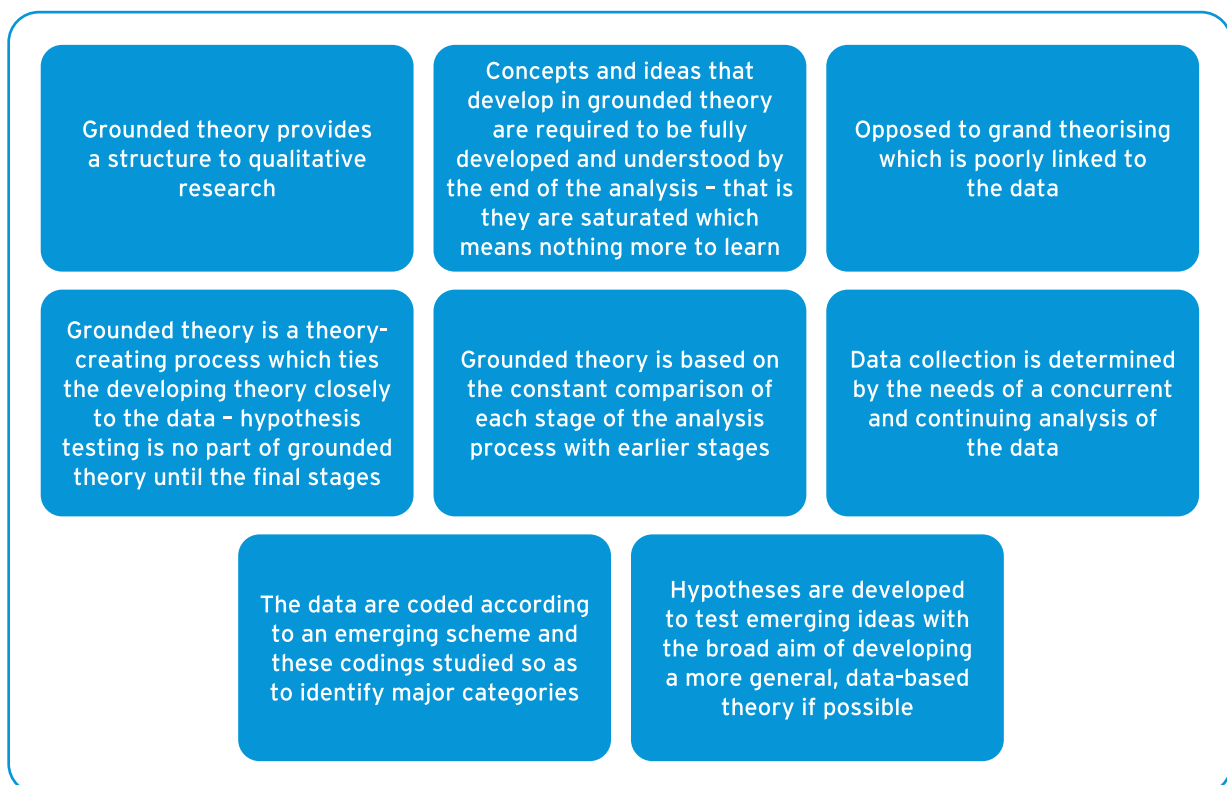 Grounded theory provides
a structure to qualitative
research
Concepts and ideas that
develop in grounded theory
are required to be fully
developed and understood by
the end of the analysis – that is
they are saturated which
means nothing more to learn
Opposed to grand theorising
which is poorly linked to
the data
Grounded theory is a theory-
creating process which ties
the developing theory closely
to the data – hypothesis
testing is no part of grounded
theory until the final stages
Grounded theory is based on
the constant comparison of
each stage of the analysis
process with earlier stages
Data collection is determined
by the needs of a concurrent
and continuing analysis of
the data
The data are coded according
to an emerging scheme and
these codings studied so as
to identify major categories
Hypotheses are developed
to test emerging ideas with
the broad aim of developing
a more general, data-based
theory if possible